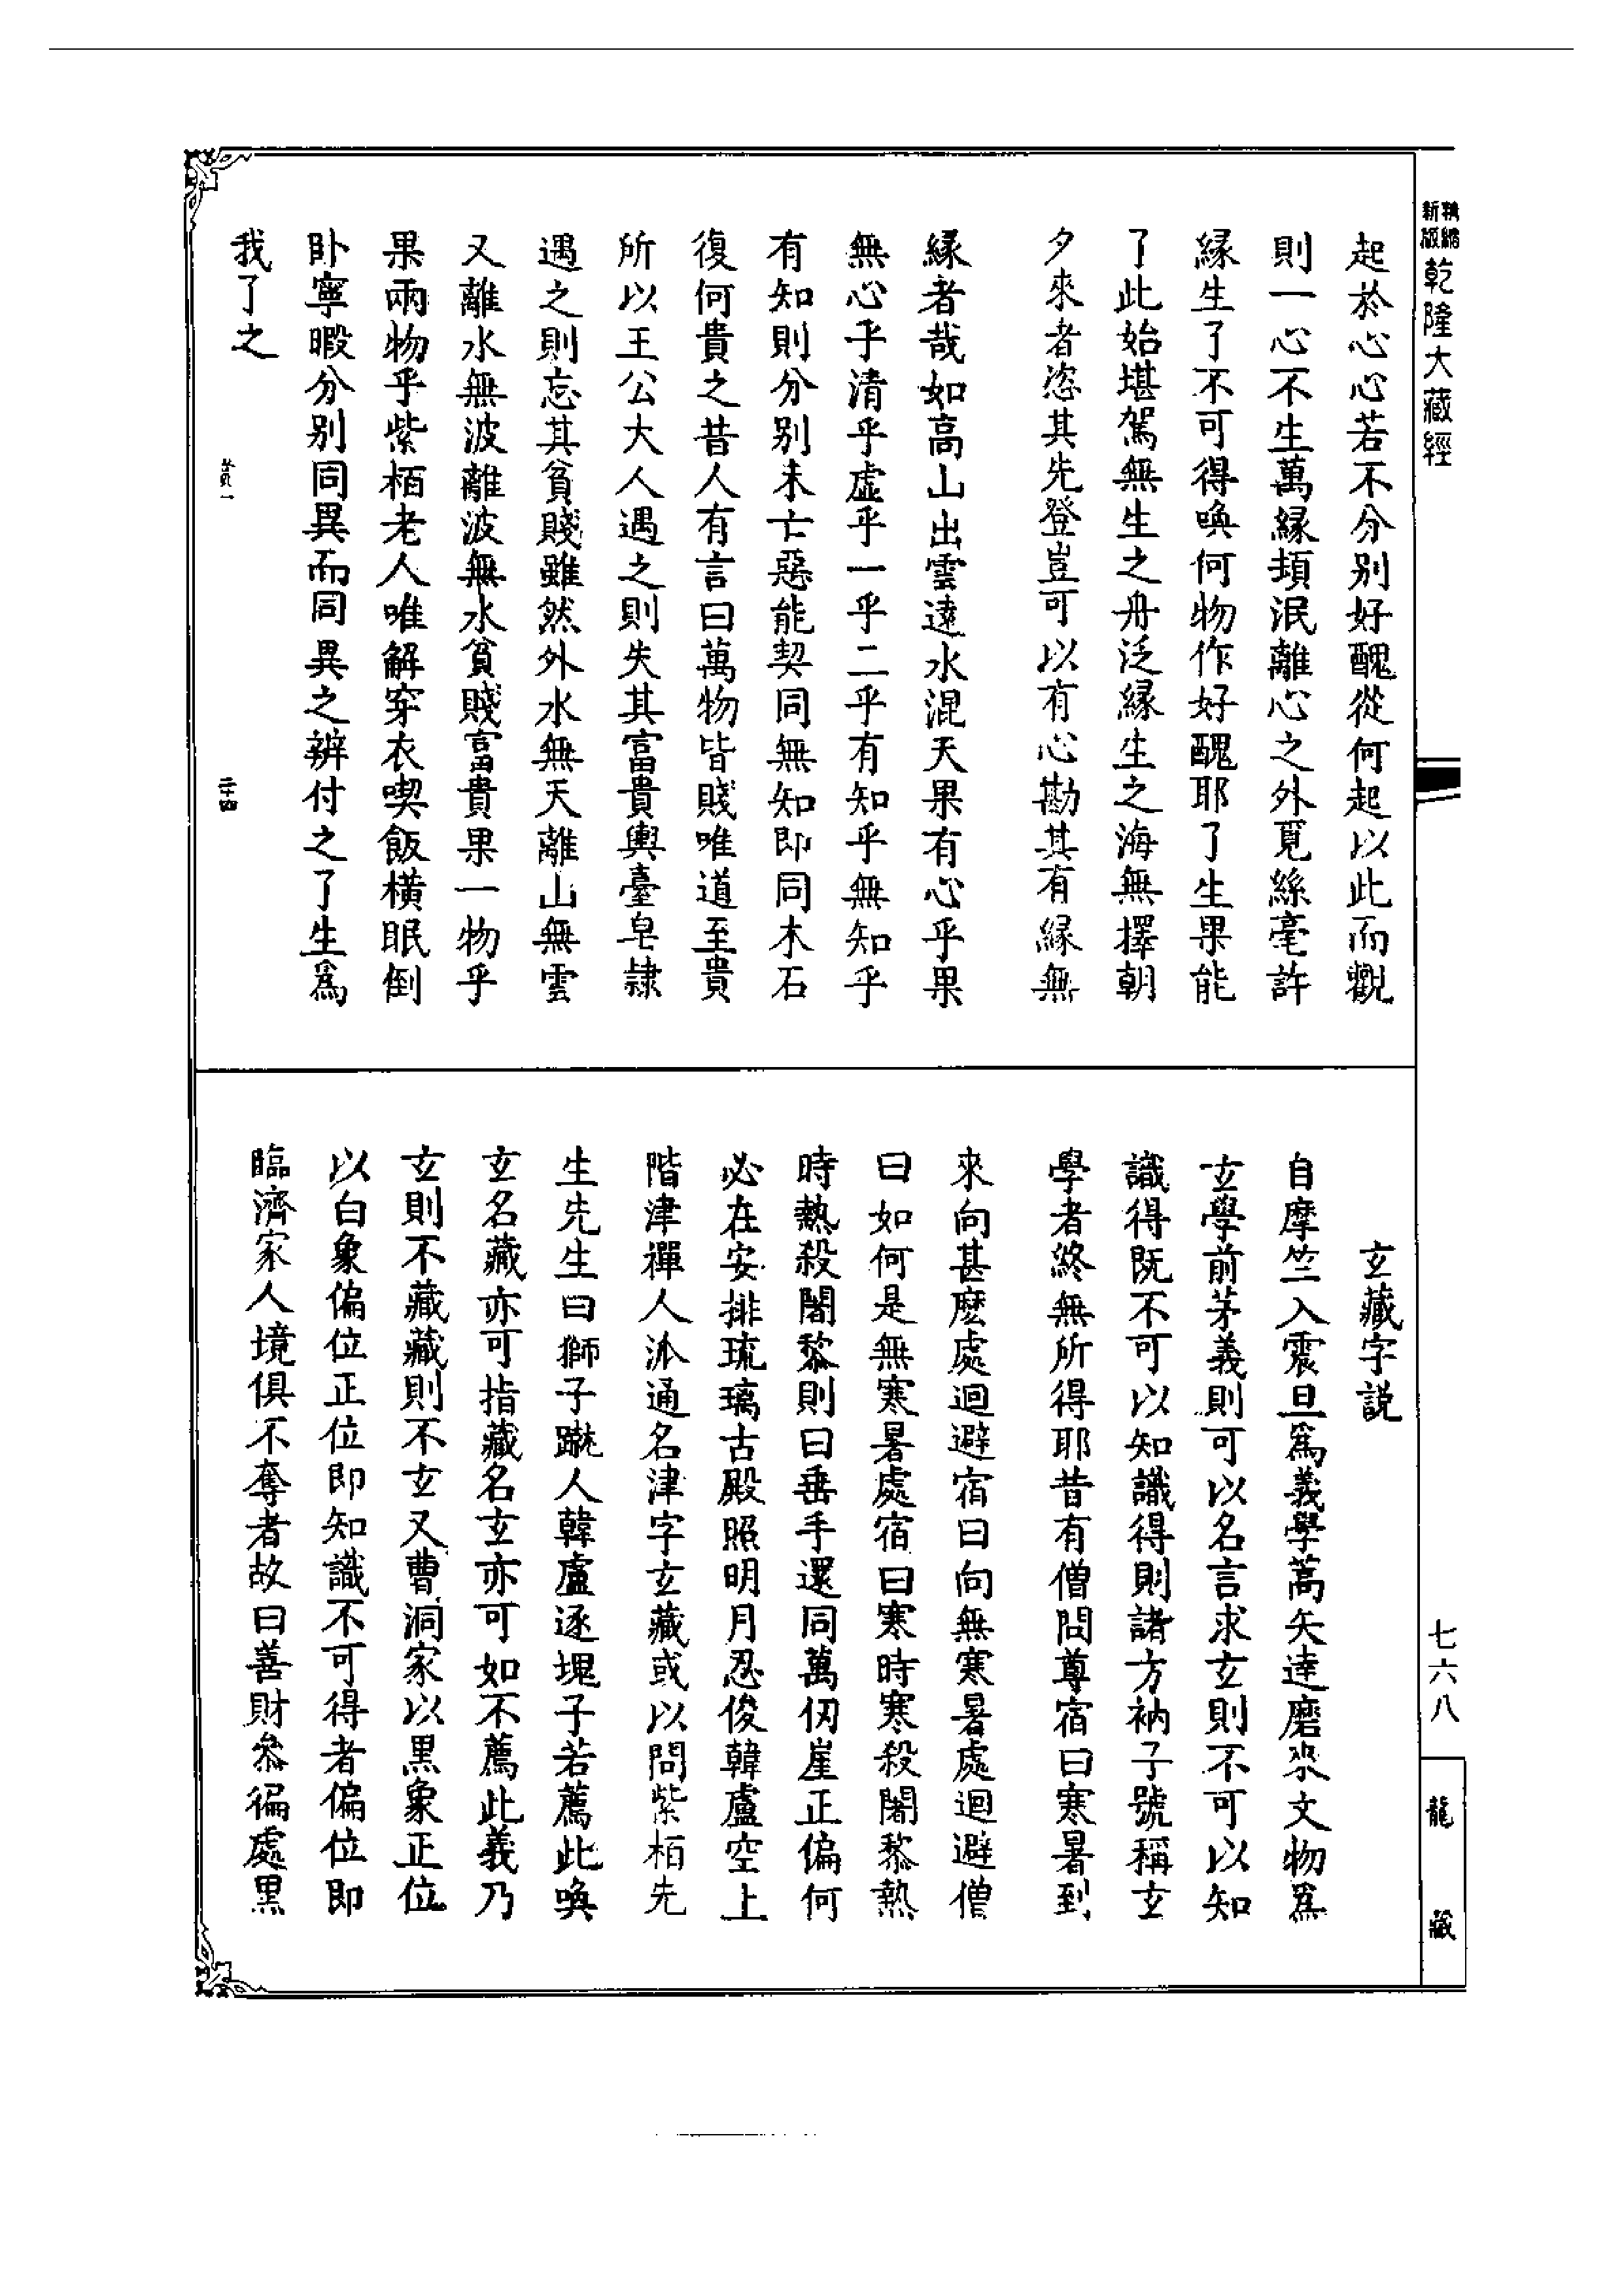 新版精縮乾隆大藏經
起於心心若不分別好醜從何起以此而觀
則一心不生萬緣頓泯離心之外覓絲毫許
緣生了不可得喚何物作好醜耶了生果能
了此始堪駕無生之舟泛緣生之海無擇朝
夕來者恣其先登豈可以有心勘其有緣無
緣者哉如高山出雲遠水混天果有心乎果
無心乎清乎虛乎一乎二乎有知乎無知乎
有知則分別未亡惡能契同無知即同木石
復何貴之昔人有言曰萬物皆賤唯道至貴
所以王公大人遇之則失其富貴輿臺皂隸
遇之則忘其貧賤雖然外水無天離山無雲
又離水無波離波無水貧賤富貴果一物乎
果兩物乎紫栢老人唯解穿衣喫飯橫眠倒
臥寧暇分別同異而同異之辨付之了生為
我了之
二十四
玄藏字說
自摩竺入震旦為義學蒿矢達磨來文物為
玄學前茅義則可以名言求玄則不可以知
識得既不可以知識得則諸方衲子號稱玄
學者終無所得耶昔有僧問尊宿曰寒暑到
來向甚麼處迴避宿曰向無寒暑處迴避僧
曰如何是無寒暑處宿曰寒時寒殺闍黎熱
時熱殺闍黎則曰垂手還同萬仞崖正偏何
必在安排琉璃古殿照明月忍俊韓盧空上
階津禪人派通名津字玄藏或以問紫栢先
生先生曰獅子蹴人韓盧逐塊子若薦此喚
玄名藏亦可指藏名玄亦可如不薦此義乃
玄則不藏藏則不玄又曹洞家以黑象正位
以白象偏位正位即知識不可得者偏位即
臨濟家人境俱不奪者故曰善財參徧處黑
七六八
龍藏